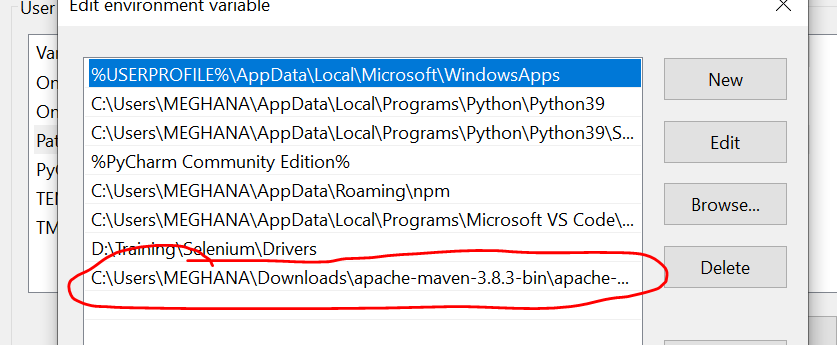 Edit environment variable
User
%USERPROFILE%\AppData\Local\Microsoft\WindowsApps
C:\Users\MEGHANA\AppData\Local\Programs\Python\Python39
C:\Users\MEGHANA\AppData\Local\Programs\Python\Python39\S...
%PyCharm Community Edition%
C:\Users\MEGHANA\AppData\Roaming\npm
C:\Users\MEGHANA\AppData\Local\Programs\Microsoft VS Code\...
D:\Training\Selenium\Drivers
C:\Users\MEGHANA\Downloads\apache-maven-3.8.3-bin\apache-...
New
Edit
Browse...
Delete
Var
On
On
Pat
PyC
TEM
TM